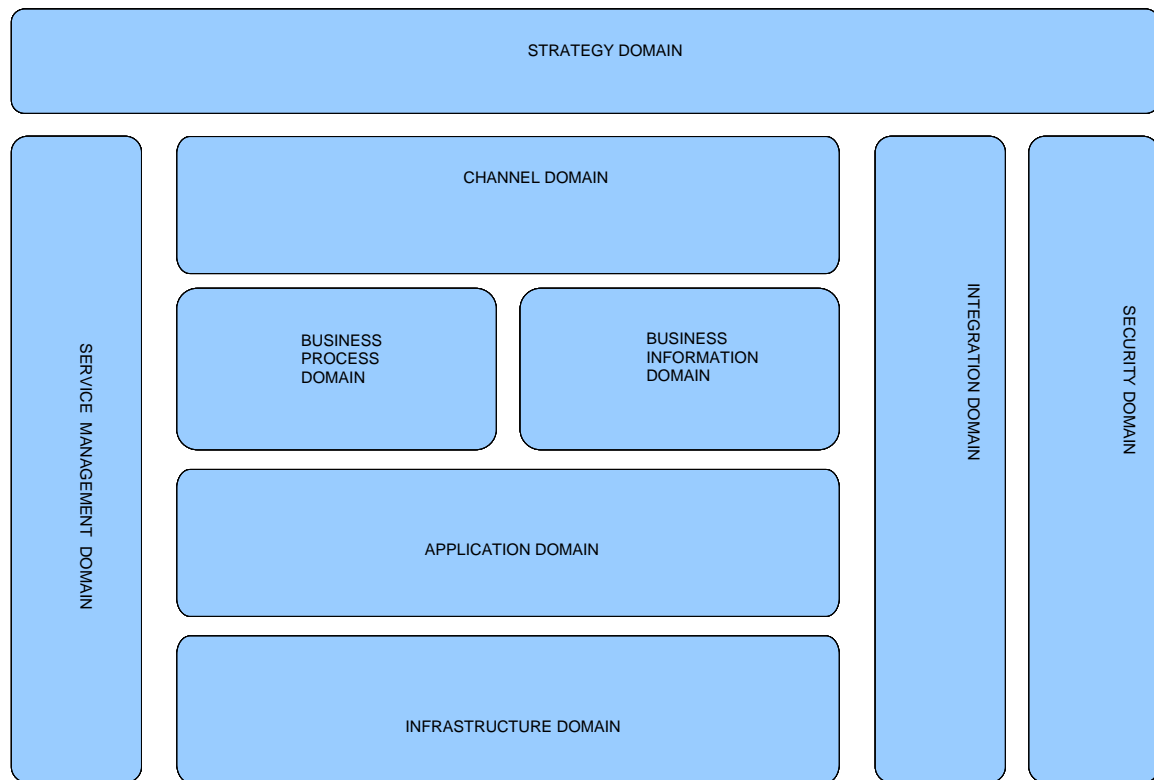 STRATEGY DOMAIN
SERVICE MANAGEMENT DOMAIN
CHANNEL DOMAIN
BUSINESS
PROCESS
DOMAIN
BUSINESS
INFORMATION
DOMAIN
APPLICATION DOMAIN
INFRASTRUCTURE DOMAIN
INTEGRATION DOMAIN
SECURITY DOMAIN